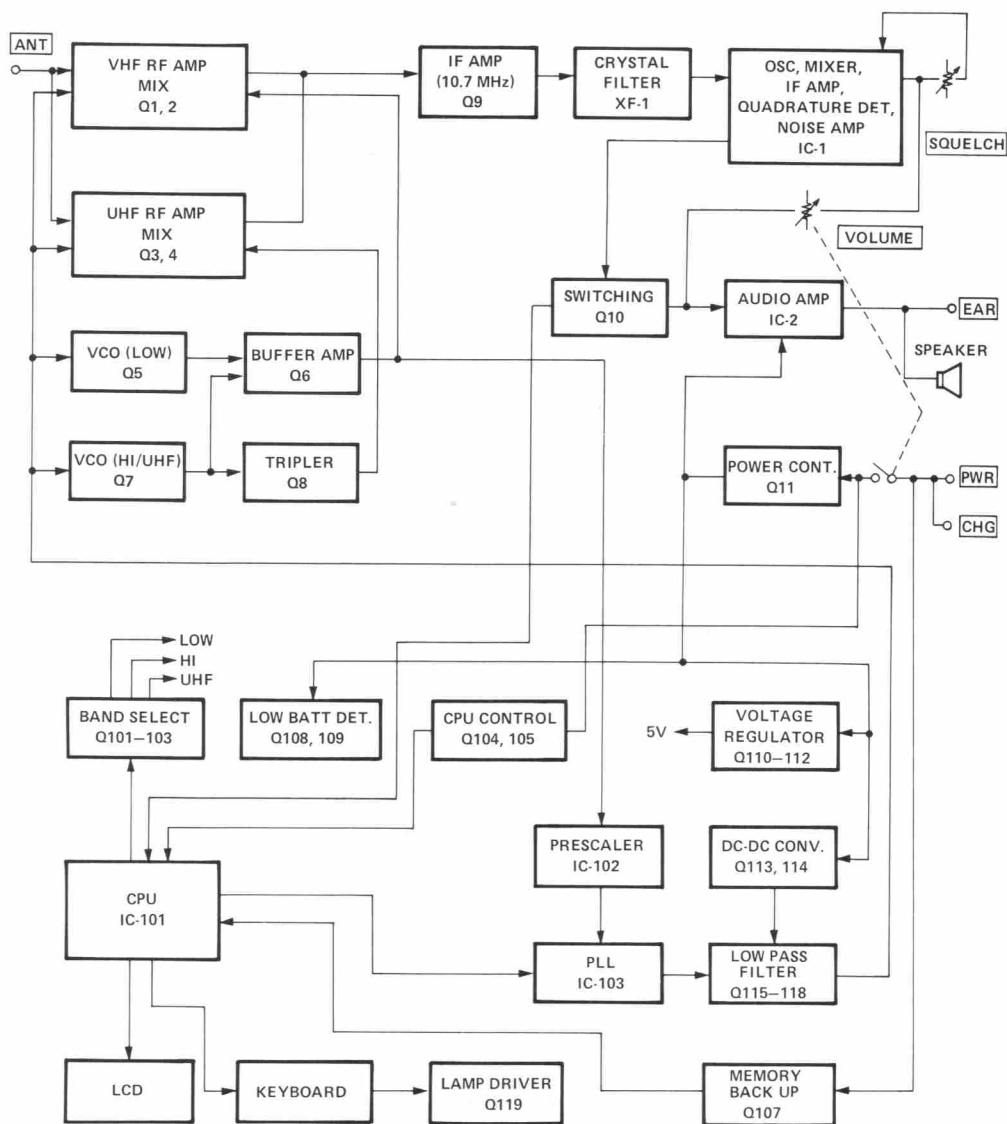 ANT
VHF RF AMP
MIX
Q1, 2
IF AMP
(10.7 MHz)
Q9
CRYSTAL
FILTER
XF-1
OSC, MIXER,
IF AMP,
QUADRATURE DET,
NOISE AMP
IC-1
SQUELCH
UHF RF AMP
MIX
Q3, 4
VOLUME
SWITCHING
Q10
AUDIO AMP
IC-2
EAR
SPEAKER
VCO (LOW)
Q5
BUFFER AMP
Q6
VCO (HI/UHF)
Q7
TRIPLER
Q8
POWER CONT.
Q11
PWR
CHG
LOW
HI
UHF
BAND SELECT
Q101–103
LOW BATT DET.
Q108, 109
CPU CONTROL
Q104, 105
5V
VOLTAGE
REGULATOR
Q110–112
PRESCALER
IC-102
DC-DC CONV.
Q113, 114
CPU
IC-101
PLL
IC-103
LOW PASS
FILTER
Q115–118
LCD
KEYBOARD
LAMP DRIVER
Q119
MEMORY
BACK UP
Q107